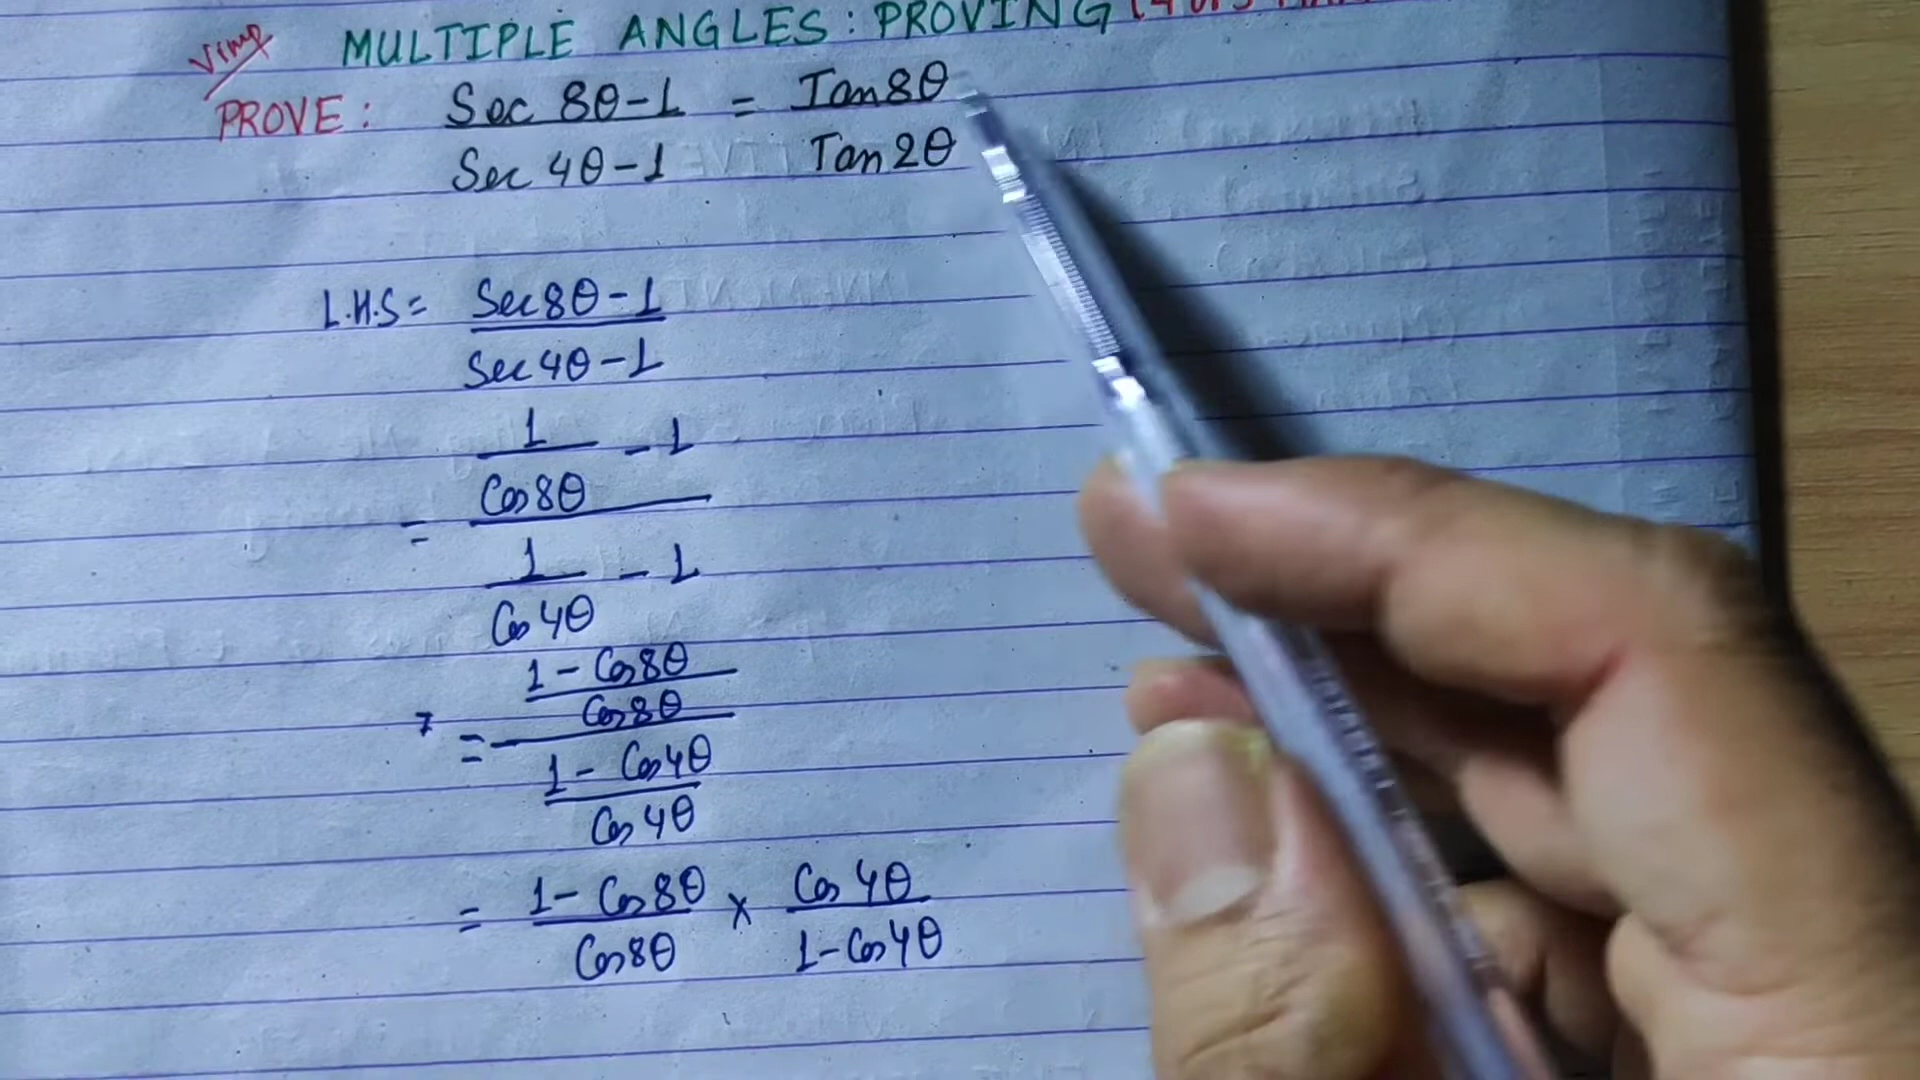 Vimp MULTIPLE ANGLES: PROVING
PROVE: Sec 8θ-1 = Tan8θ
Sec 4θ-1 Tan2θ
L.H.S = Sec8θ-1
Sec4θ-1
1 - 1
Cos8θ
=
1 - 1
Cos4θ
1 - Cos8θ
Cos8θ
=
1 - Cos4θ
Cos4θ
= 1 - Cos8θ × Cos4θ
Cos8θ 1-Cos4θ